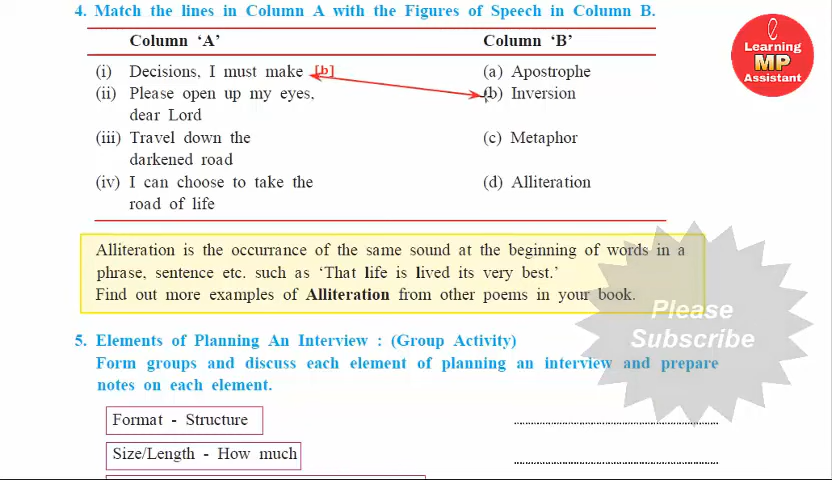 4. Match the lines in Column A with the Figures of Speech in Column B.
Column ‘A’ Column ‘B’
(i) Decisions, I must make [b] (a) Apostrophe
(ii) Please open up my eyes, (b) Inversion
dear Lord
(iii) Travel down the (c) Metaphor
darkened road
(iv) I can choose to take the (d) Alliteration
road of life
Alliteration is the occurrance of the same sound at the beginning of words in a
phrase, sentence etc. such as ‘That life is lived its very best.’
Find out more examples of Alliteration from other poems in your book.
5. Elements of Planning An Interview : (Group Activity)
Form groups and discuss each element of planning an interview and prepare
notes on each element.
Format - Structure
Size/Length - How much
Learning
MP
Assistant
Please
Subscribe